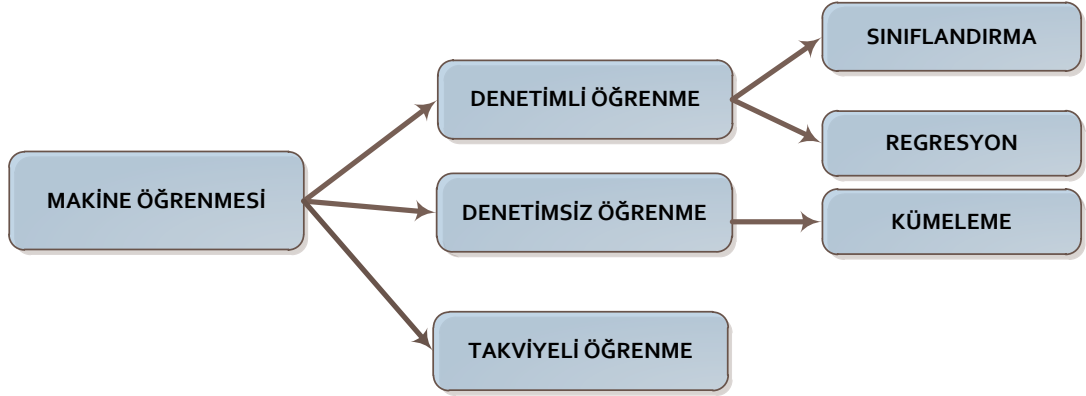 MAKİNE ÖĞRENMESİ
DENETİMLİ ÖĞRENME
SINIFLANDIRMA
REGRESYON
DENETİMSİZ ÖĞRENME
KÜMELEME
TAKVİYELİ ÖĞRENME